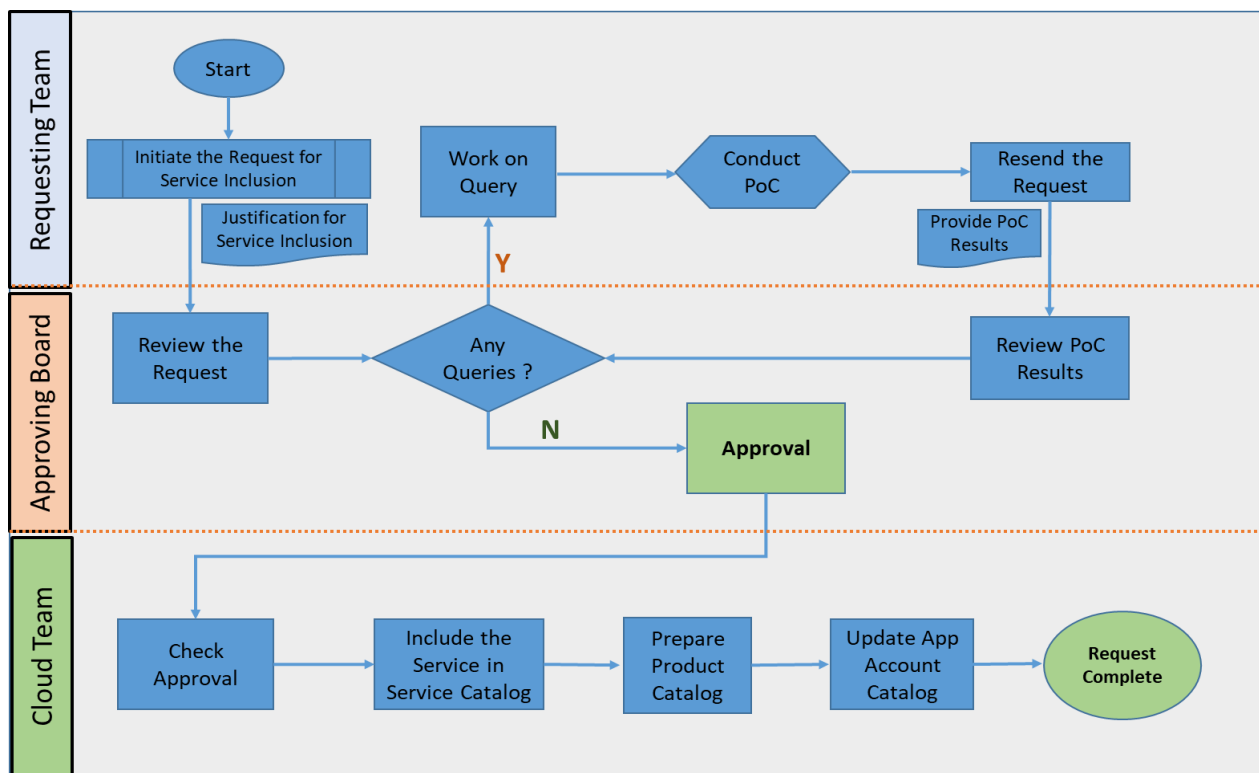 Requesting Team
Start
Initiate the Request for
Service Inclusion
Justification for
Service Inclusion
Work on
Query
Conduct
PoC
Resend the
Request
Provide PoC
Results
Y
Approving Board
Review the
Request
Any
Queries ?
Review PoC
Results
N
Approval
Cloud Team
Check
Approval
Include the
Service in
Service Catalog
Prepare
Product
Catalog
Update App
Account
Catalog
Request
Complete